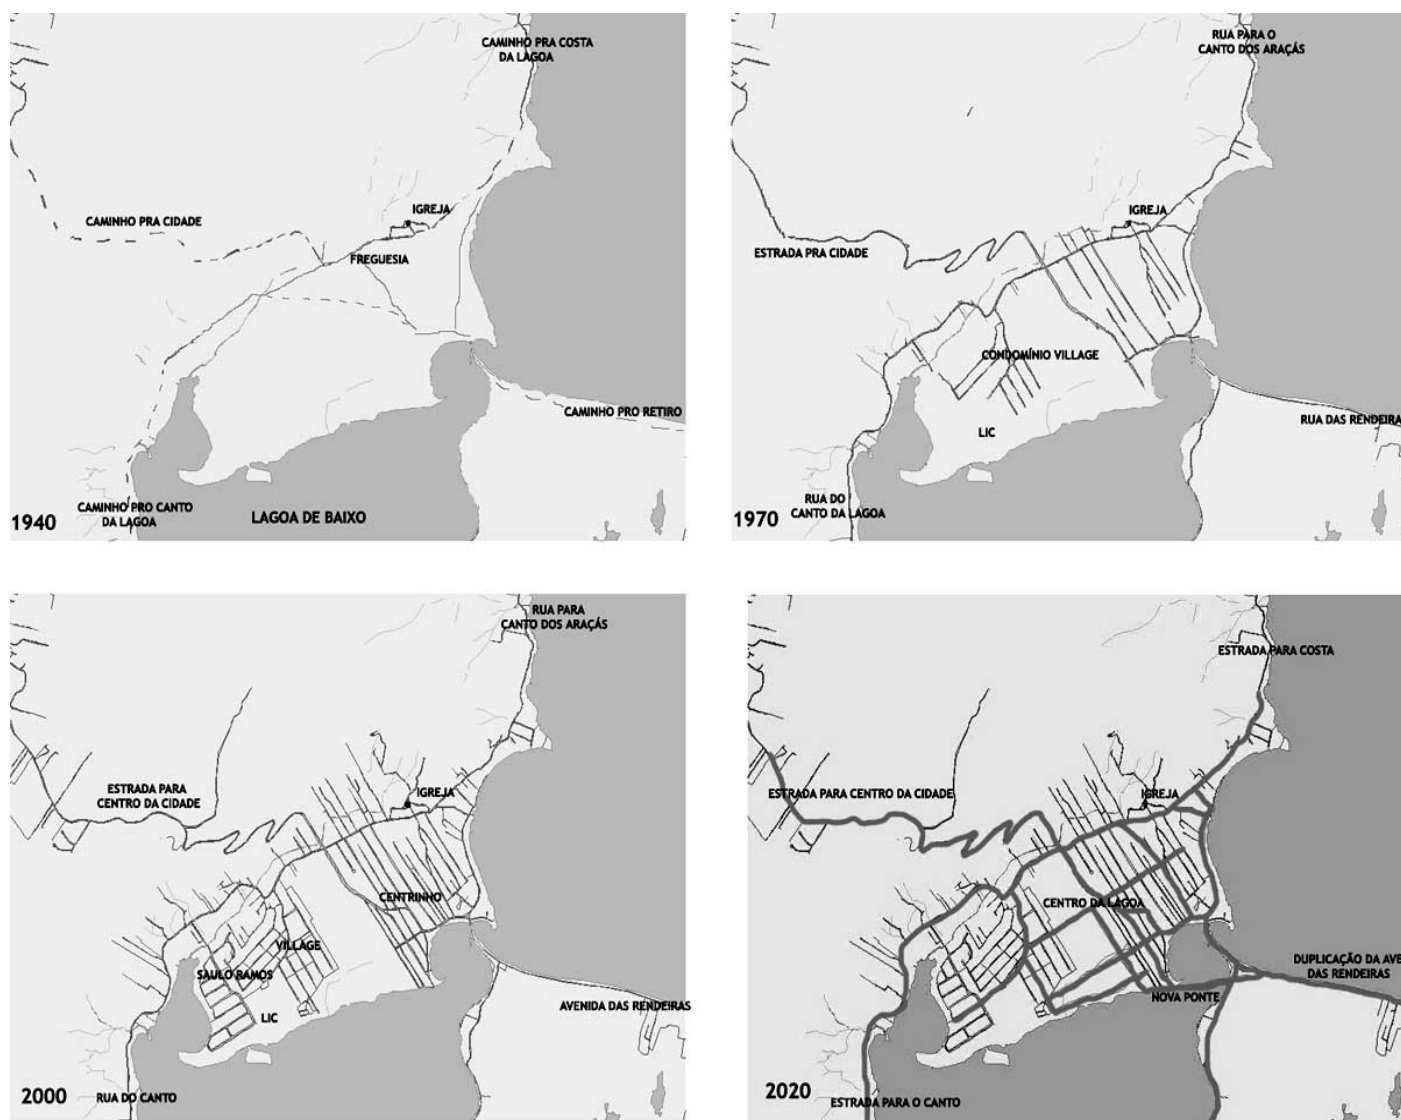 CAMINHO PRA COSTA
DA LAGOA
IGREJA
CAMINHO PRA CIDADE
FREGUESIA
CAMINHO PRO RETIRO
CAMINHO PRO CANTO
DA LAGOA
LAGOA DE BAIXO
1940
RUA PARA O
CANTO DOS ARAÇÁS
IGREJA
ESTRADA PRA CIDADE
CONDOMÍNIO VILLAGE
RUA DAS RENDEIRA
LIC
RUA DO
CANTO DA LAGOA
1970
RUA PARA
CANTO DOS ARAÇÁS
ESTRADA PARA
CENTRO DA CIDADE
IGREJA
CENTRINHO
VILLAGE
SAULO RAMOS
LIC
AVENIDA DAS RENDEIRAS
RUA DO CANTO
2000
ESTRADA PARA COSTA
ESTRADA PARA CENTRO DA CIDADE
IGREJA
CENTRO DA LAGOA
DUPLICAÇÃO DA AVE
DAS RENDEIRAS
NOVA PONTE
ESTRADA PARA O CANTO
2020